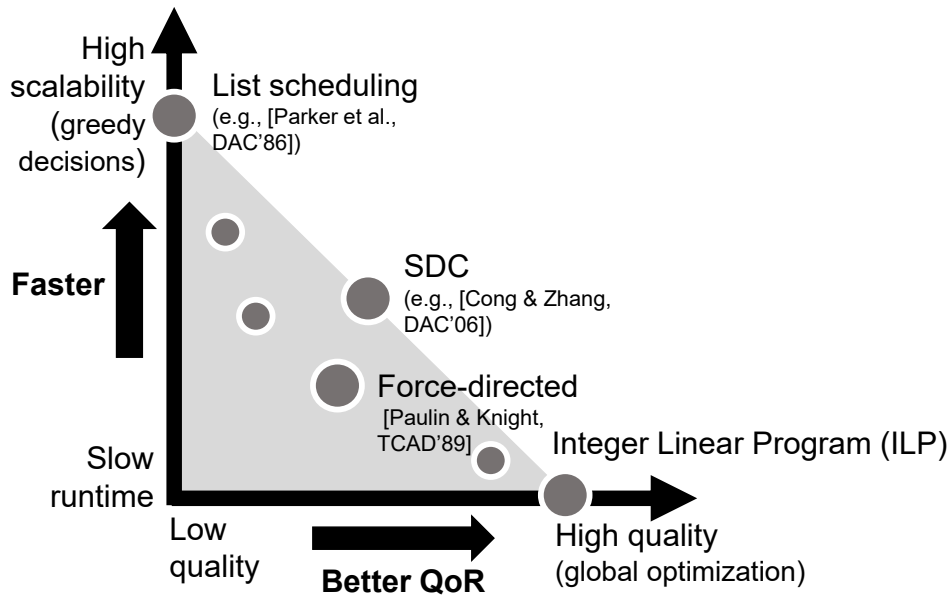 High
scalability
(greedy
decisions)
List scheduling
(e.g., [Parker et al.,
DAC'86])
Faster
SDC
(e.g., [Cong & Zhang,
DAC'06])
Force-directed
[Paulin & Knight,
TCAD'89]
Integer Linear Program (ILP)
Slow
runtime
Low
quality
Better QoR
High quality
(global optimization)